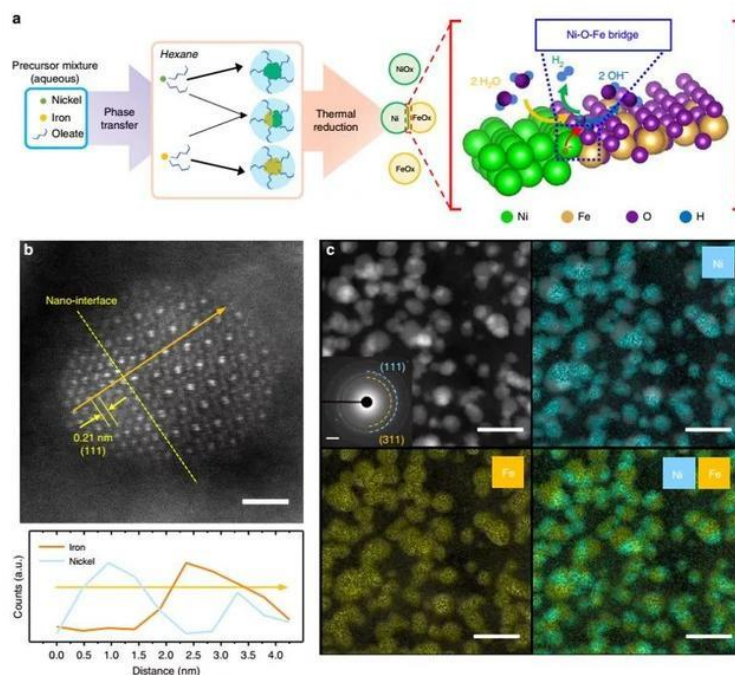 a
Precursor mixture
(aqueous)
Nickel
Iron
Oleate
Phase
transfer
Hexane
Thermal
reduction
NiOx
Ni
FeOx
FeOx
Ni-O-Fe bridge
H2
2 H2O
2 OH−
Ni
Fe
O
H
b
Nano-interface
0.21 nm
(111)
Iron
Nickel
Counts (a.u.)
0.0 0.5 1.0 1.5 2.0 2.5 3.0 3.5 4.0
Distance (nm)
c
(111)
(311)
Ni
Fe
Ni Fe